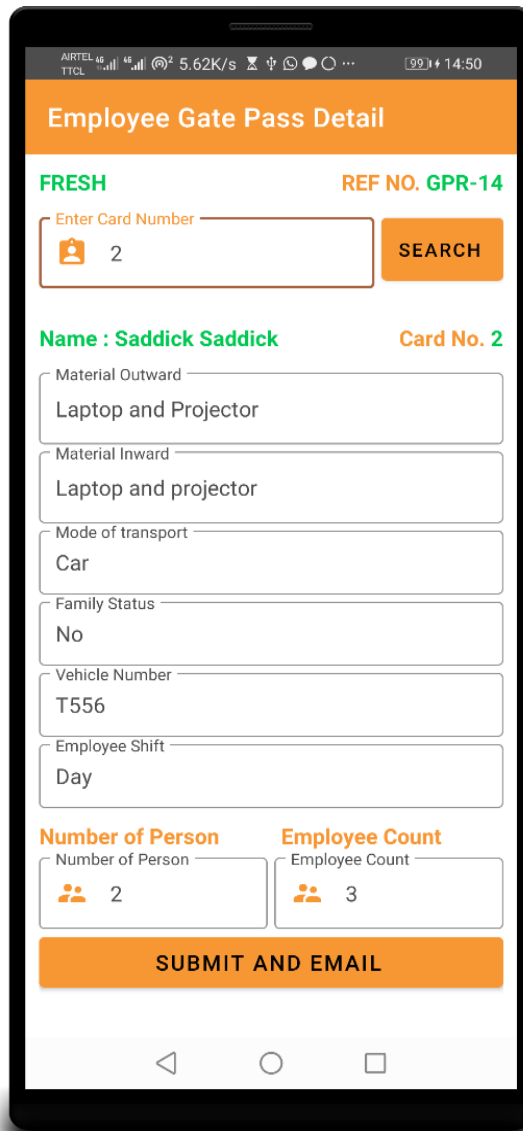 AIRTEL 4G 4G 2 5.62K/s ... 99 14:50
TTCL
Employee Gate Pass Detail
FRESH REF NO. GPR-14
Enter Card Number
2 SEARCH
Name : Saddick Saddick Card No. 2
Material Outward
Laptop and Projector
Material Inward
Laptop and projector
Mode of transport
Car
Family Status
No
Vehicle Number
T556
Employee Shift
Day
Number of Person Employee Count
Number of Person Employee Count
2 3
SUBMIT AND EMAIL